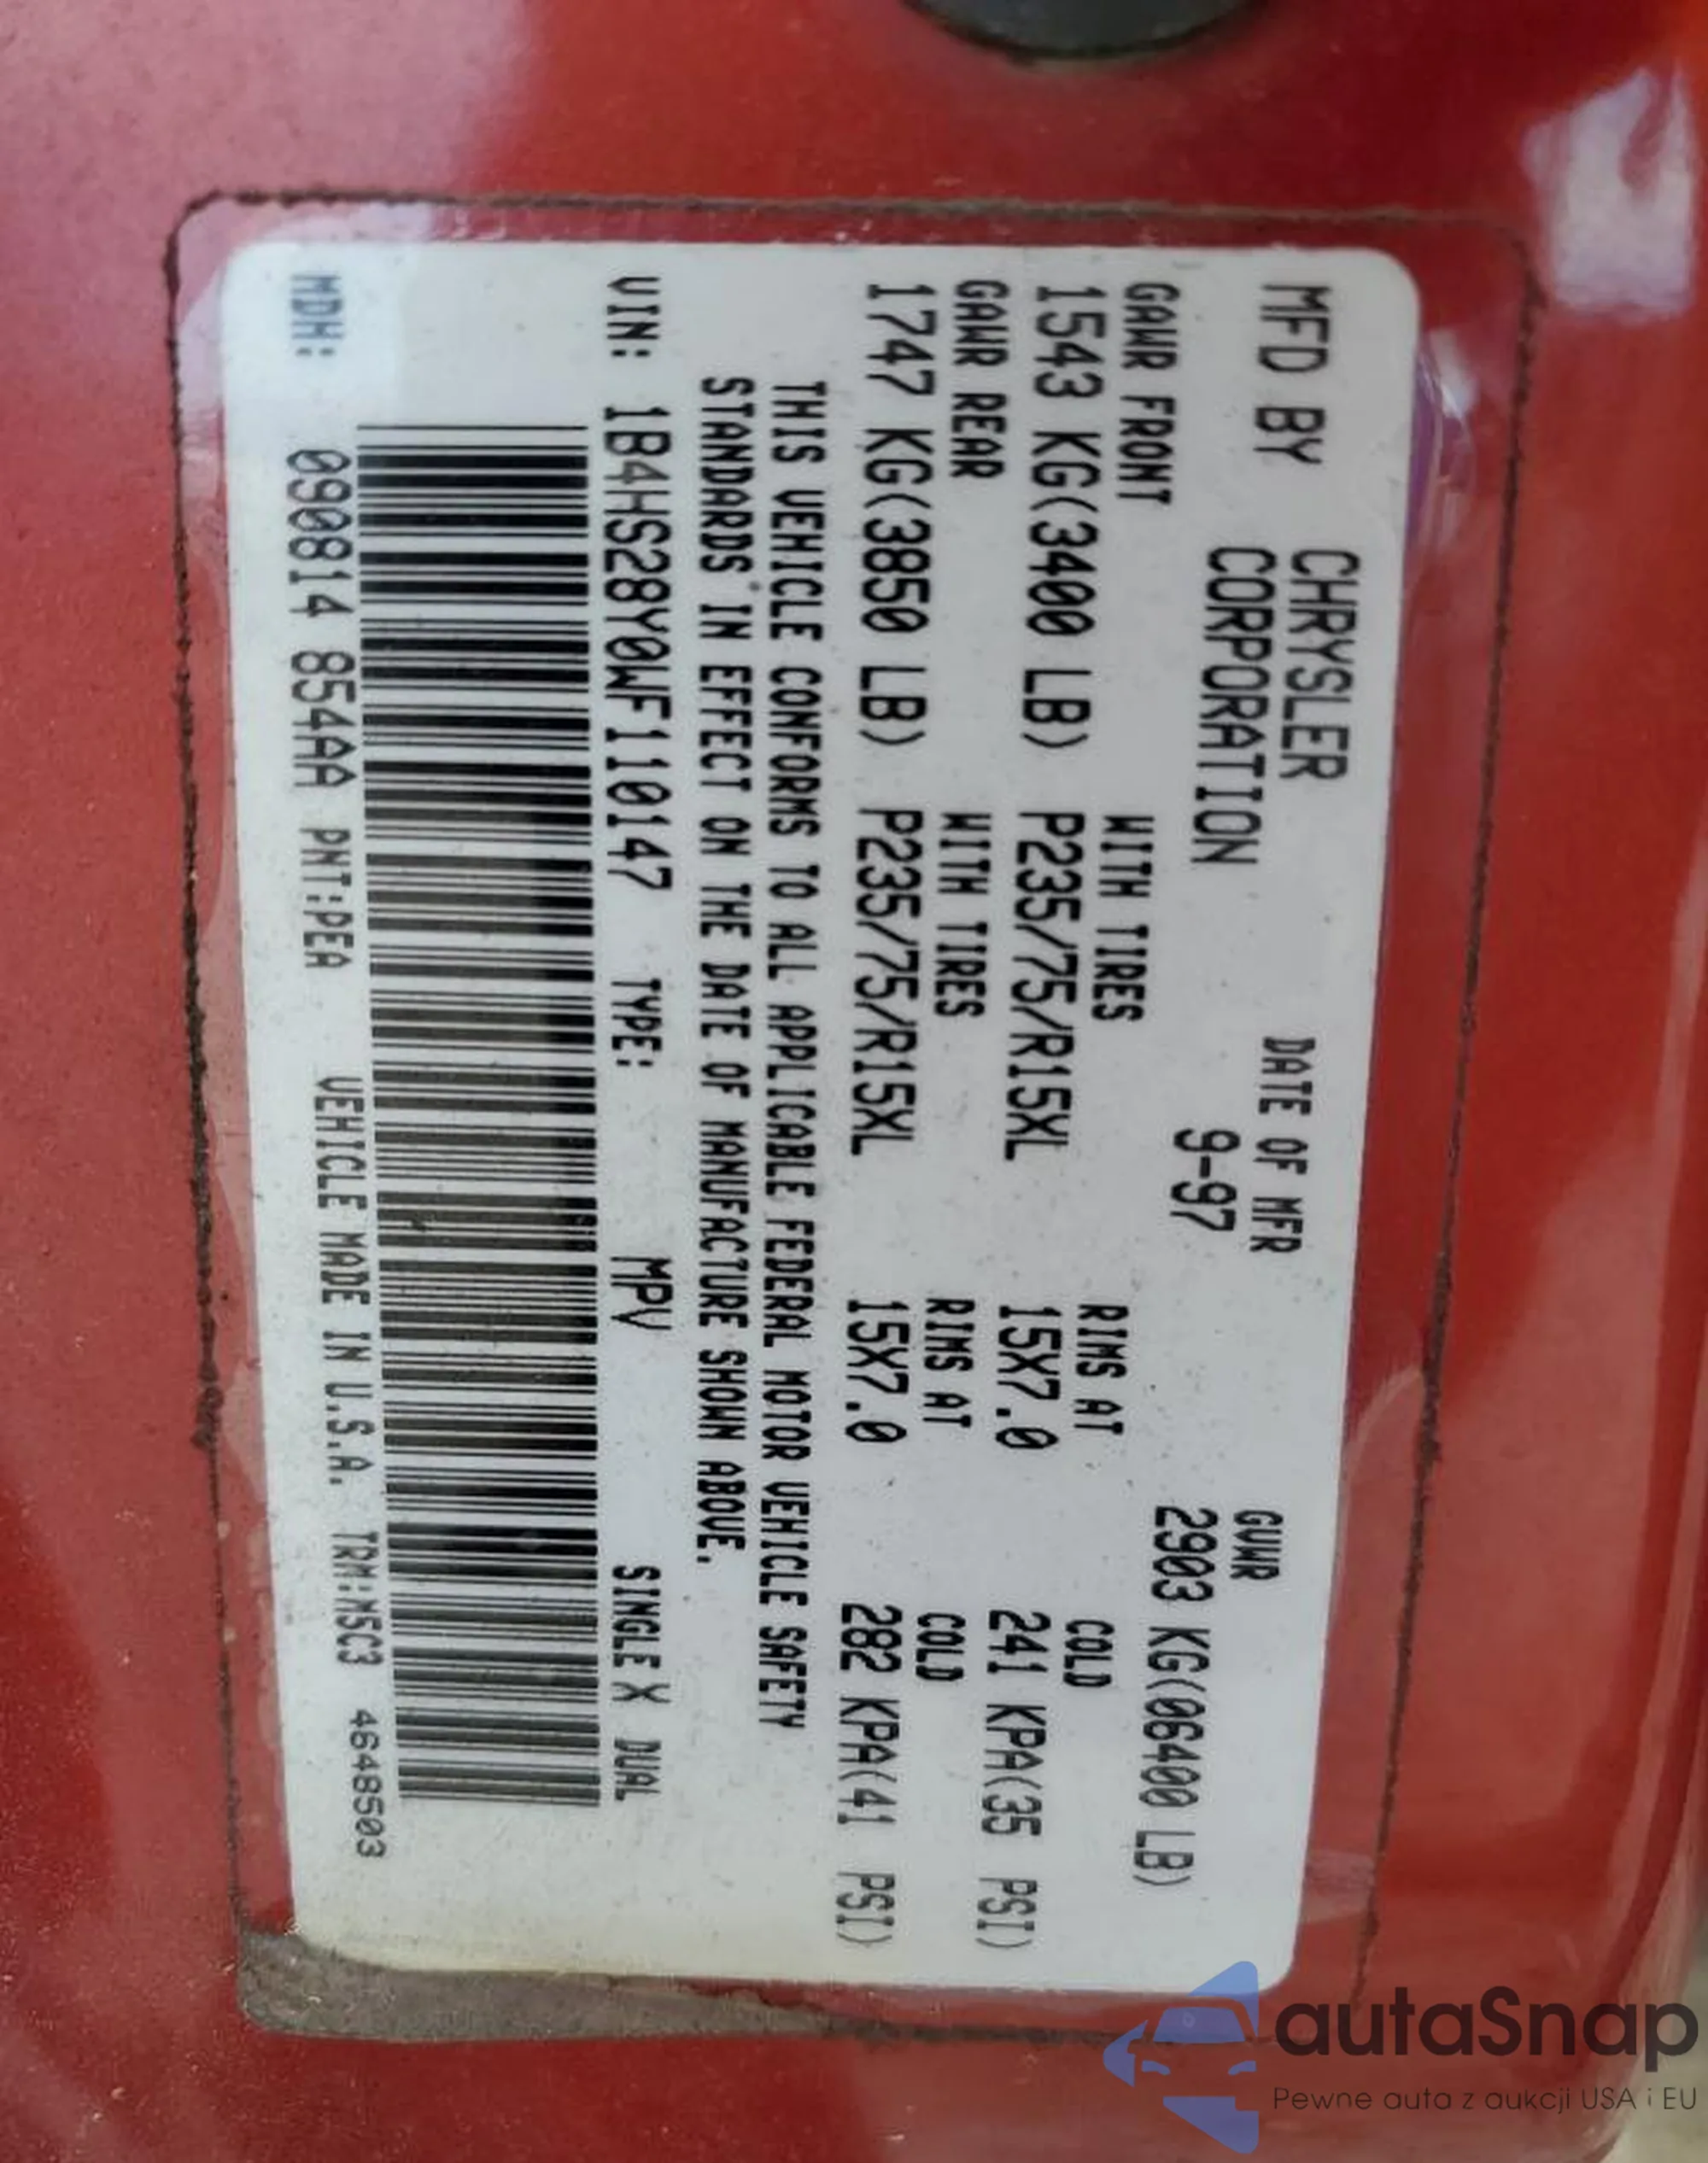 MFD BY CHRYSLER CORPORATION DATE OF MFR 9-97 GVWR 2903 KG(06400 LB)
GAWR FRONT WITH TIRES RIMS AT COLD
1543 KG(3400 LB) P235/75/R15XL 15X7.0 241 KPA(35 PSI)
GAWR REAR WITH TIRES RIMS AT COLD
1747 KG(3850 LB) P235/75/R15XL 15X7.0 282 KPA(41 PSI)
THIS VEHICLE CONFORMS TO ALL APPLICABLE FEDERAL MOTOR VEHICLE SAFETY
STANDARDS IN EFFECT ON THE DATE OF MANUFACTURE SHOWN ABOVE.
VIN: 1B4HS28Y0WF110147 TYPE: MPV SINGLE X DUAL
MDH: 090814 854AA PNT:PEA VEHICLE MADE IN U.S.A. TRM:M5C3 4648503
autaSnap
Pewne auta z aukcji USA i EU